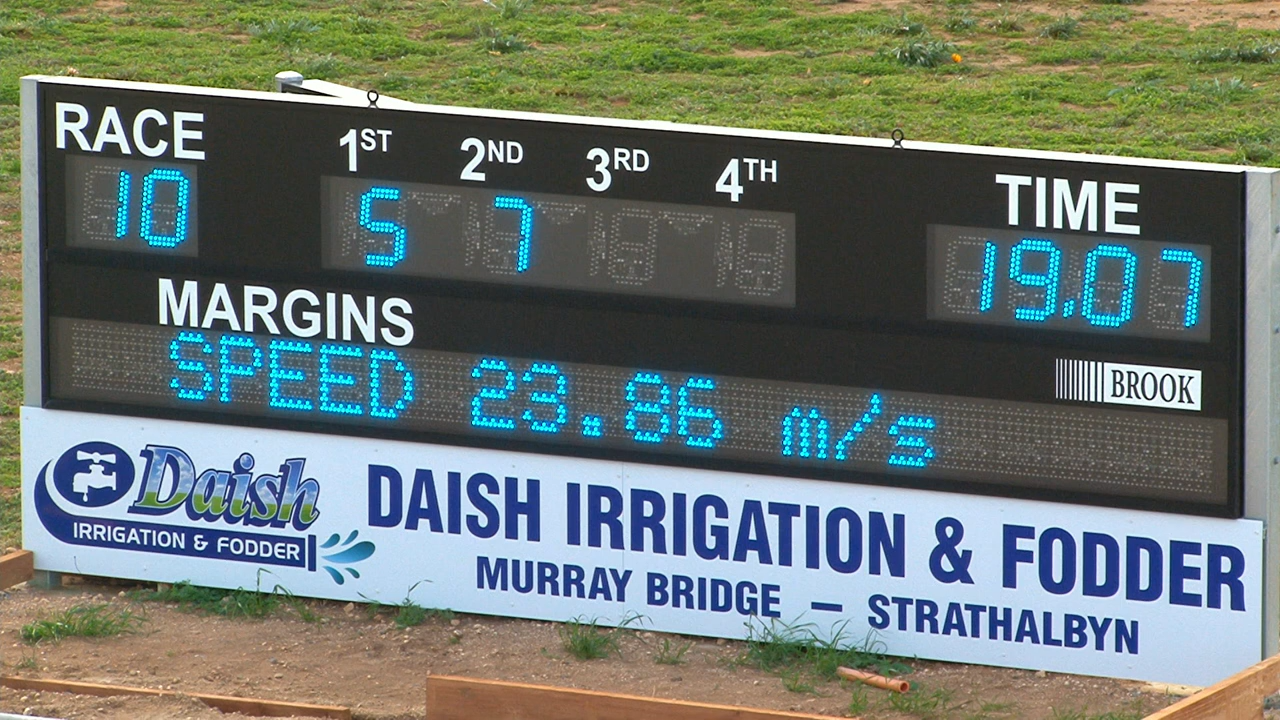 RACE 1ST 2ND 3RD 4TH TIME
10 5 7 19.07
MARGINS
SPEED 23.86 m/s
BROOK
Daish
IRRIGATION & FODDER
DAISH IRRIGATION & FODDER
MURRAY BRIDGE – STRATHALBYN